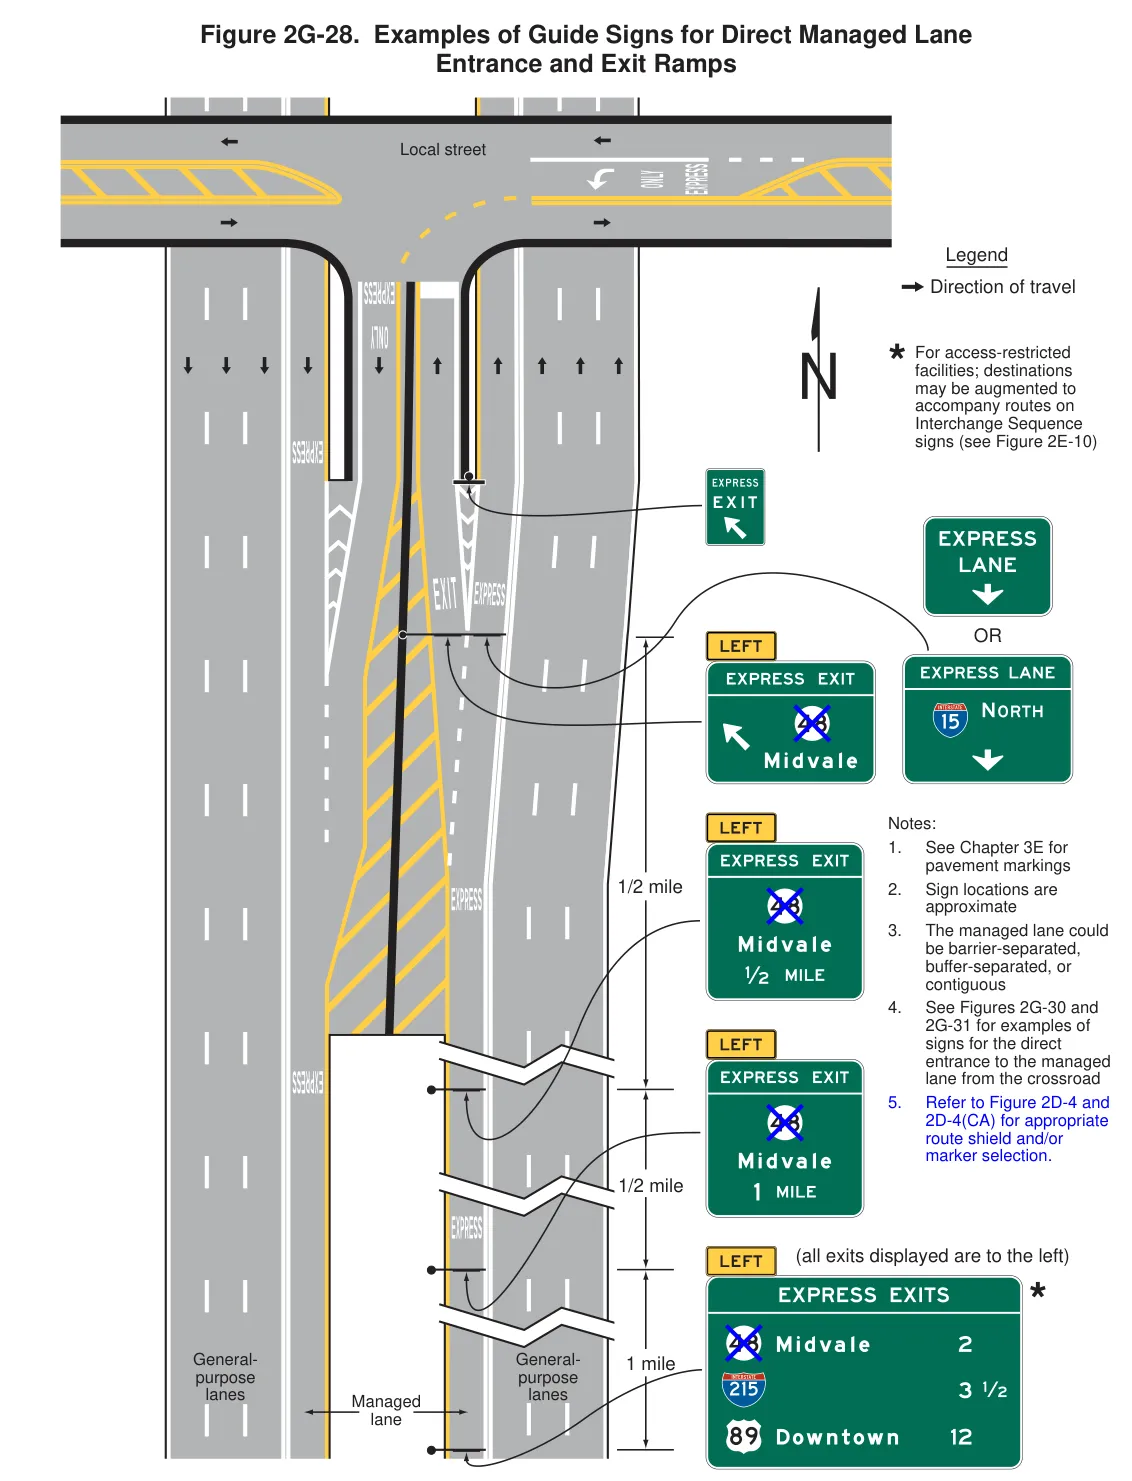 Figure 2G-28.  Examples of Guide Signs for Direct Managed Lane
Entrance and Exit Ramps
Local street
ONLY
EXPRESS
EXPRESS
ONLY
Legend
Direction of travel
N
* For access-restricted
facilities; destinations
may be augmented to
accompany routes on
Interchange Sequence
signs (see Figure 2E-10)
EXPRESS
EXPRESS
EXIT
EXPRESS
LANE
OR
EXIT
EXPRESS
LEFT
EXPRESS EXIT
48
Midvale
EXPRESS LANE
INTERSTATE
15
NORTH
LEFT
EXPRESS EXIT
48
Midvale
1/2 MILE
1/2 mile
EXPRESS
Notes:
1. See Chapter 3E for
pavement markings
2. Sign locations are
approximate
3. The managed lane could
be barrier-separated,
buffer-separated, or
contiguous
4. See Figures 2G-30 and
2G-31 for examples of
signs for the direct
entrance to the managed
lane from the crossroad
5. Refer to Figure 2D-4 and
2D-4(CA) for appropriate
route shield and/or
marker selection.
EXPRESS
LEFT
EXPRESS EXIT
48
Midvale
1 MILE
1/2 mile
EXPRESS
LEFT
(all exits displayed are to the left)
EXPRESS EXITS
*
48 Midvale 2
INTERSTATE
215 3 1/2
89 Downtown 12
1 mile
General-
purpose
lanes
General-
purpose
lanes
Managed
lane